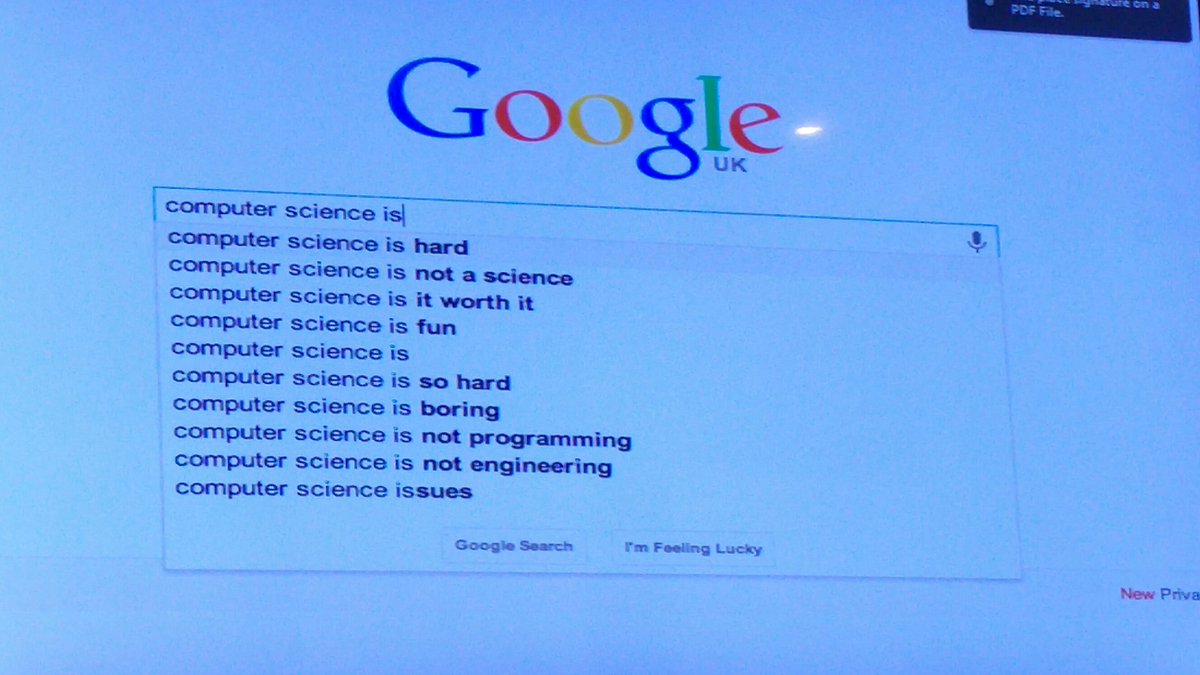 signature on a
PDF File.
Google
UK
computer science is
computer science is hard
computer science is not a science
computer science is it worth it
computer science is fun
computer science is
computer science is so hard
computer science is boring
computer science is not programming
computer science is not engineering
computer science issues
Google Search
I'm Feeling Lucky
New Priva